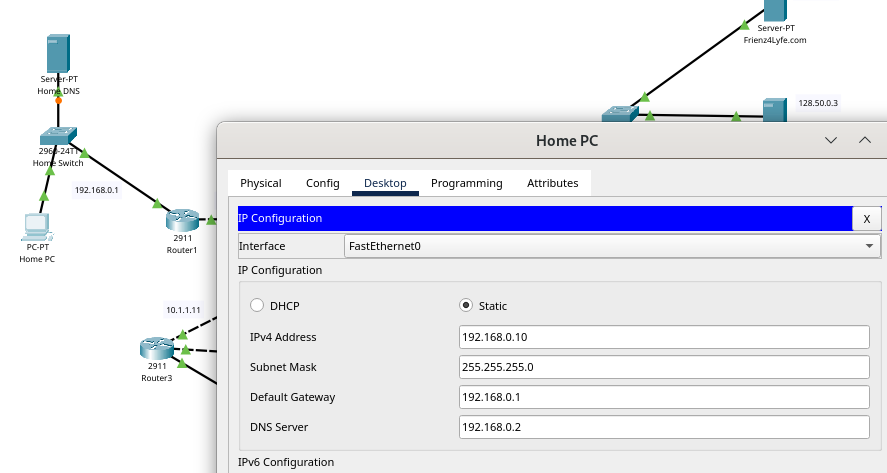 Server-PT
Frienz4Lyfe.com
128.50.0.3
Server-PT
Home DNS
2960-24TT
Home Switch
192.168.0.1
PC-PT
Home PC
2911
Router1
10.1.1.11
2911
Router3
Home PC
Physical
Config
Desktop
Programming
Attributes
IP Configuration
X
Interface
FastEthernet0
IP Configuration
DHCP
Static
IPv4 Address
192.168.0.10
Subnet Mask
255.255.255.0
Default Gateway
192.168.0.1
DNS Server
192.168.0.2
IPv6 Configuration